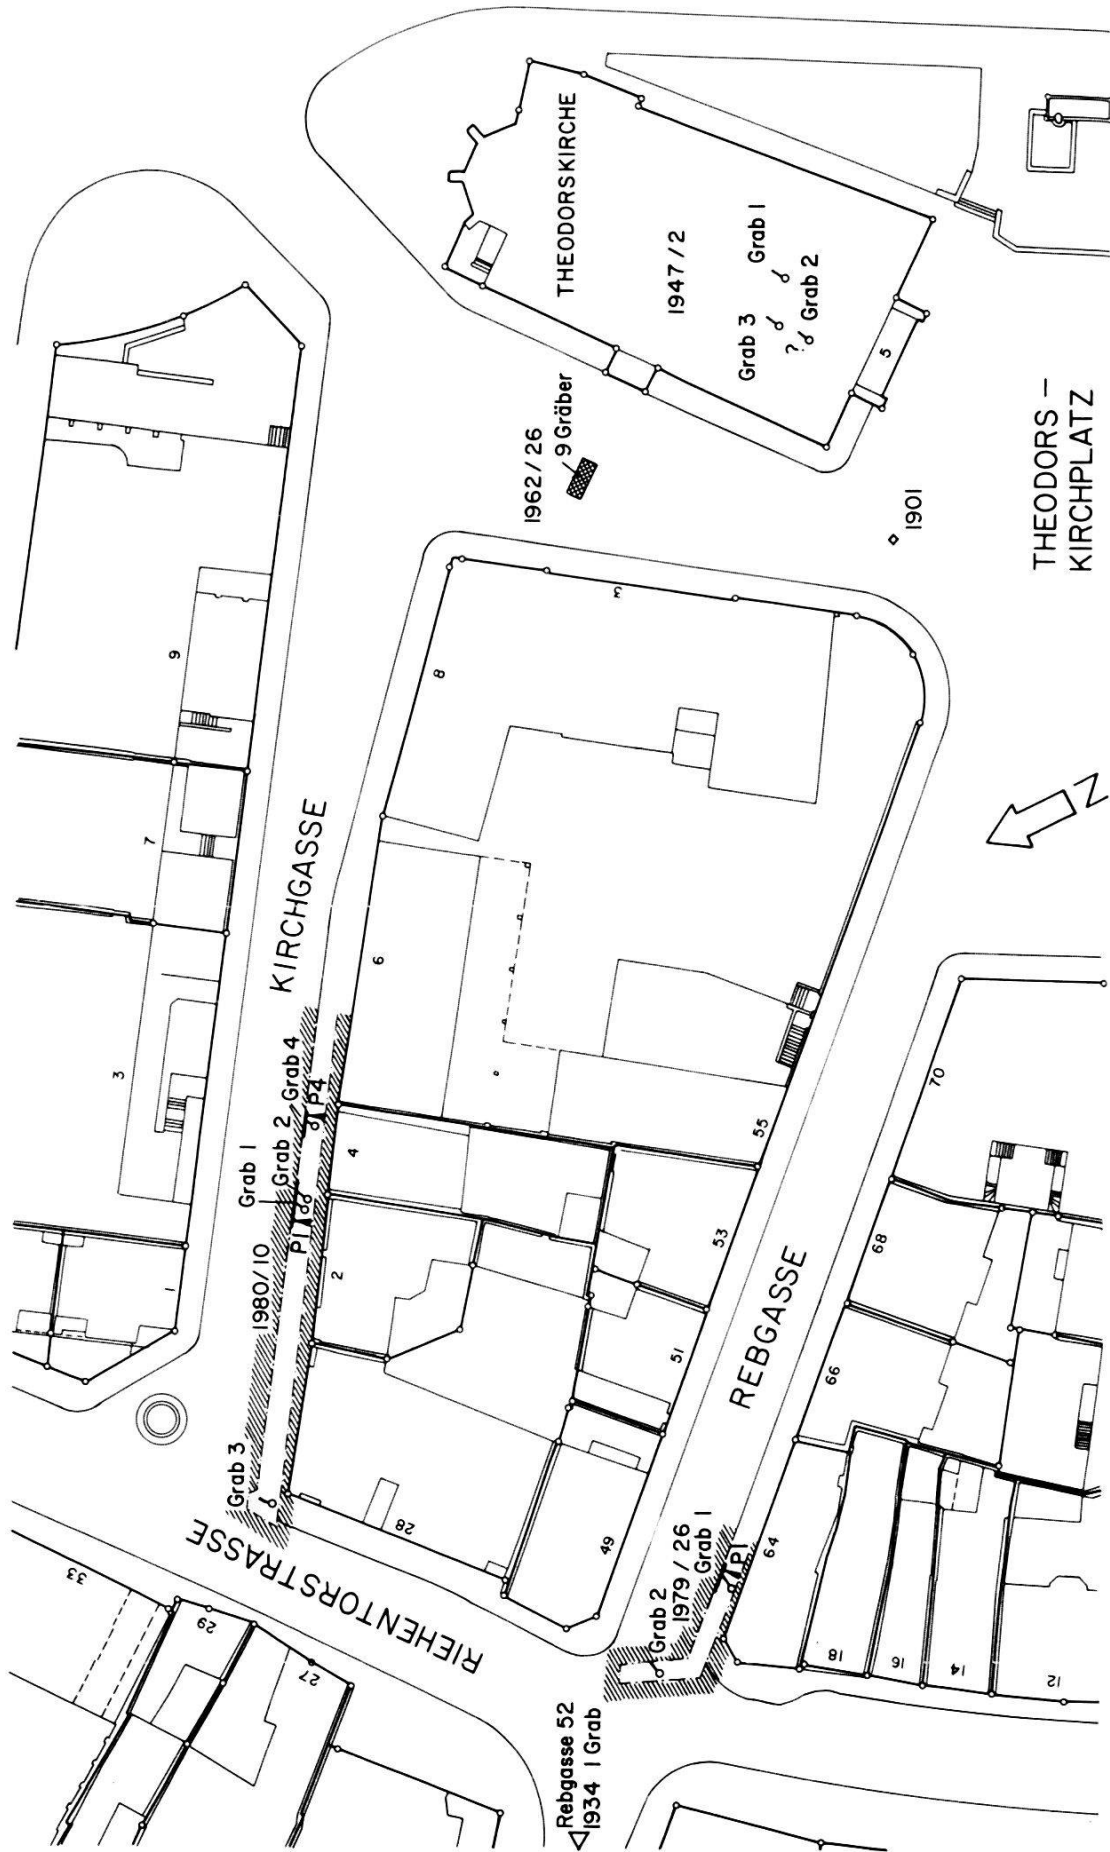 THEODORSKIRCHE
1947/2
Grab 1
Grab 2
Grab 3
?
5
1962/26
9 Gräber
1901
THEODORS –
KIRCHPLATZ
N
KIRCHGASSE
9
7
3
1
8
3
6
4
2
28
Grab 1
Grab 2
Grab 4
P4
P1
1980/10
Grab 3
RIEHENTORSTRASSE
33
29
27
REBGASSE
55
53
51
49
70
68
66
64
18
16
14
12
1979/26
Grab 1
P1
Grab 2
Rebgasse 52
1934 1 Grab